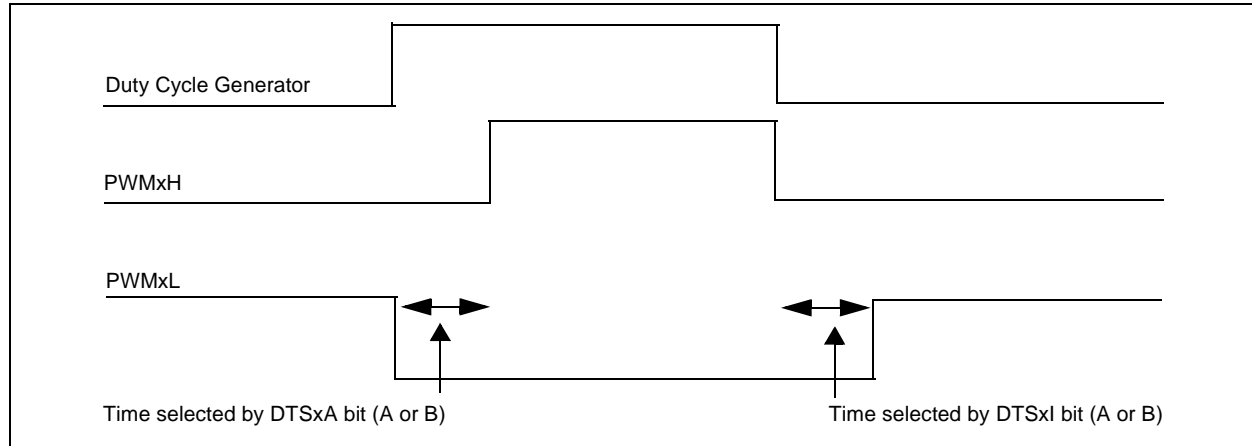 Duty Cycle Generator
PWMxH
PWMxL
Time selected by DTSxA bit (A or B)
Time selected by DTSxI bit (A or B)